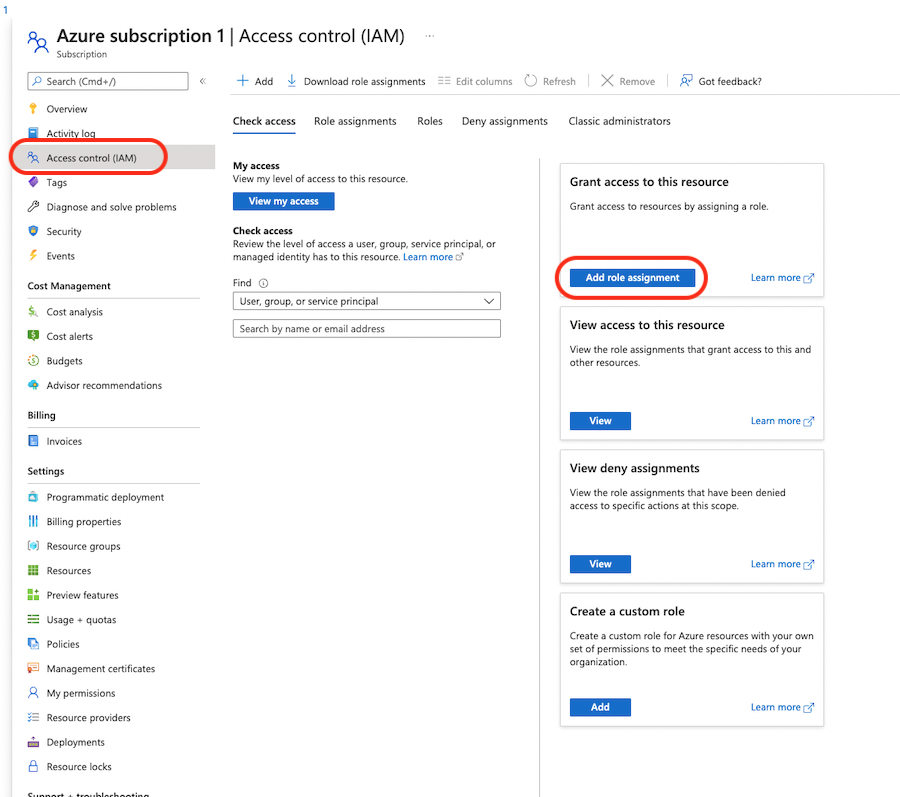 1
Azure subscription 1 | Access control (IAM) ...
Subscription
Search (Cmd+/)
«
Overview
Activity log
Access control (IAM)
Tags
Diagnose and solve problems
Security
Events
Cost Management
Cost analysis
Cost alerts
Budgets
Advisor recommendations
Billing
Invoices
Settings
Programmatic deployment
Billing properties
Resource groups
Resources
Preview features
Usage + quotas
Policies
Management certificates
My permissions
Resource providers
Deployments
Resource locks
Support + troubleshooting
Add
Download role assignments
Edit columns
Refresh
Remove
Got feedback?
Check access
Role assignments
Roles
Deny assignments
Classic administrators
My access
View my level of access to this resource.
View my access
Check access
Review the level of access a user, group, service principal, or
managed identity has to this resource. Learn more
Find
User, group, or service principal
Search by name or email address
Grant access to this resource
Grant access to resources by assigning a role.
Add role assignment
Learn more
View access to this resource
View the role assignments that grant access to this and
other resources.
View
Learn more
View deny assignments
View the role assignments that have been denied
access to specific actions at this scope.
View
Learn more
Create a custom role
Create a custom role for Azure resources with your own
set of permissions to meet the specific needs of your
organization.
Add
Learn more